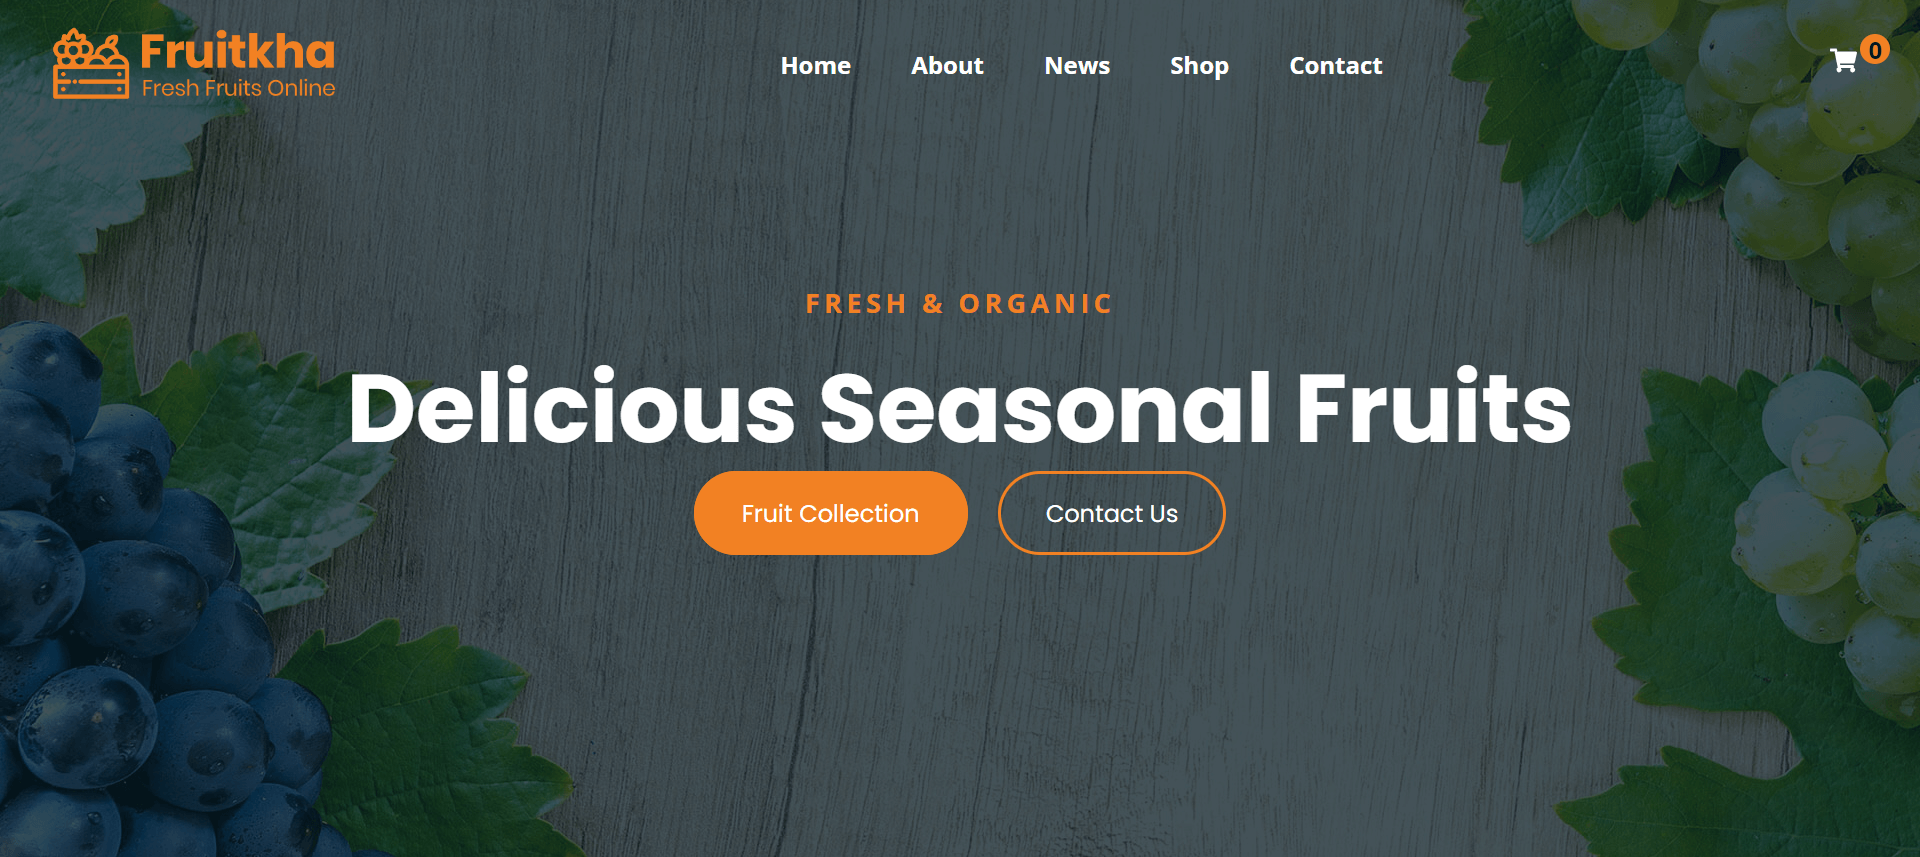 Fruitkha
Fresh Fruits Online
Home About News Shop Contact
0
FRESH & ORGANIC
Delicious Seasonal Fruits
Fruit Collection Contact Us